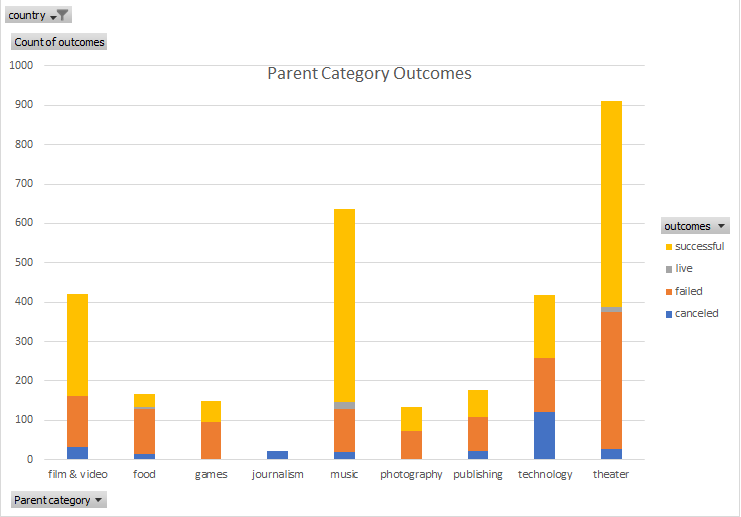 country
Count of outcomes
Parent Category Outcomes
1000
900
800
700
600
500
400
300
200
100
0
film & video food games journalism music photography publishing technology theater
outcomes
successful
live
failed
canceled
Parent category